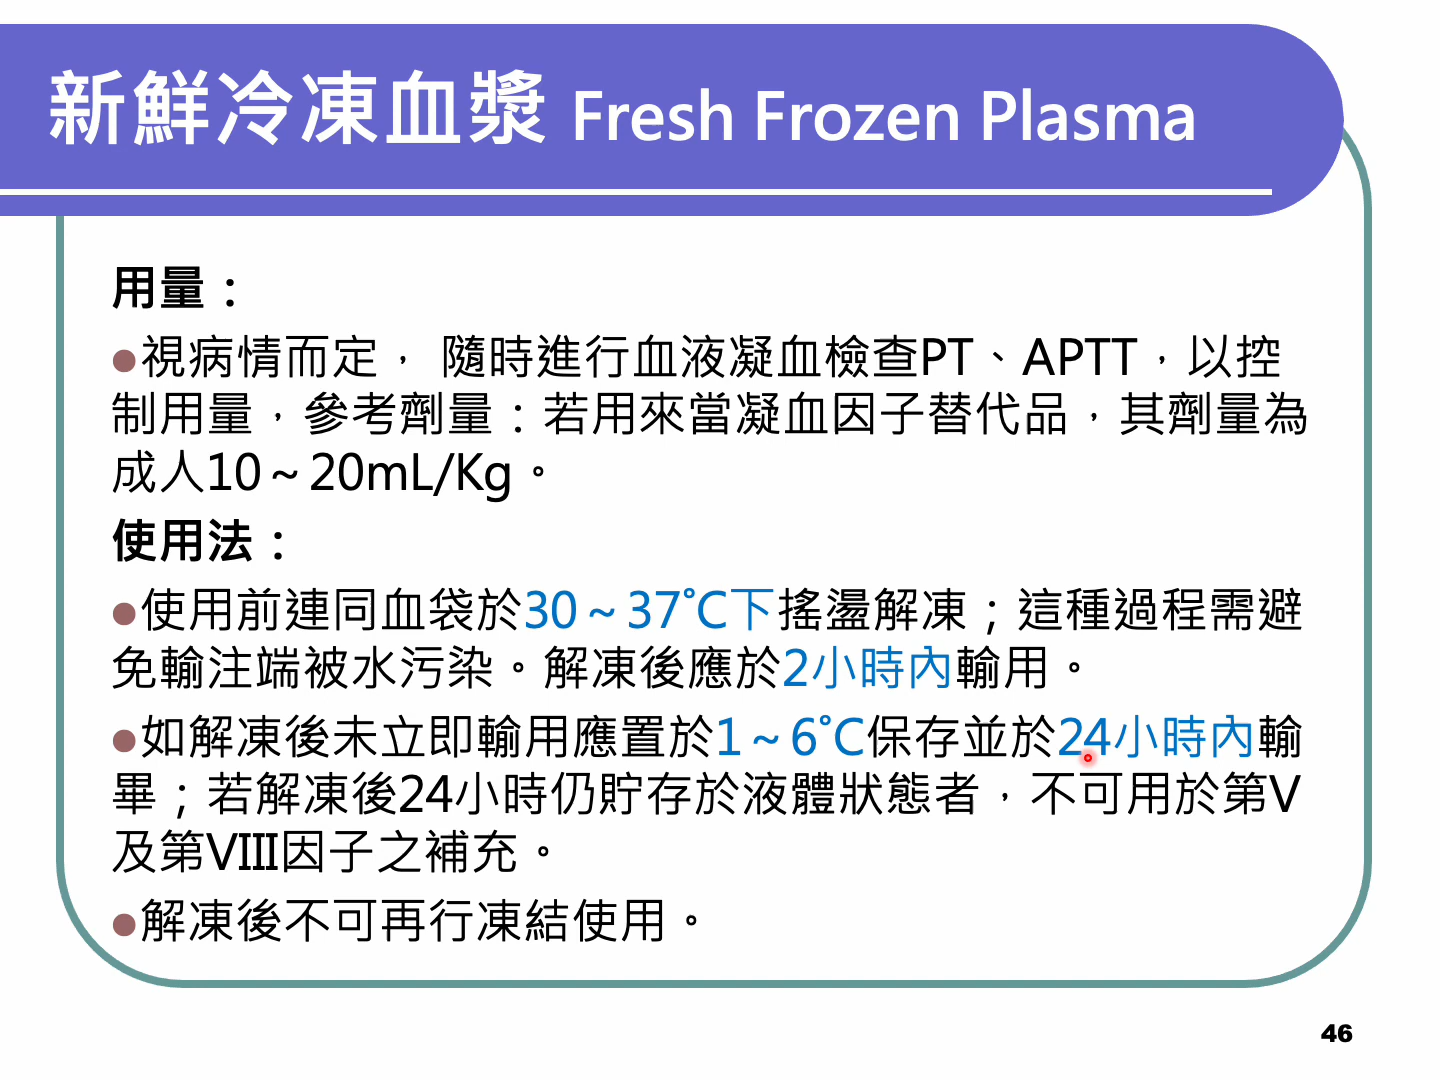 新鮮冷凍血漿 Fresh Frozen Plasma
用量：
●視病情而定， 隨時進行血液凝血檢查PT、APTT，以控
制用量，參考劑量：若用來當凝血因子替代品，其劑量為
成人10～20mL/Kg。
使用法：
●使用前連同血袋於30～37°C下搖盪解凍；這種過程需避
免輸注端被水污染。解凍後應於2小時內輸用。
●如解凍後未立即輸用應置於1～6°C保存並於24小時內輸
畢；若解凍後24小時仍貯存於液體狀態者，不可用於第V
及第VIII因子之補充。
●解凍後不可再行凍結使用。
46